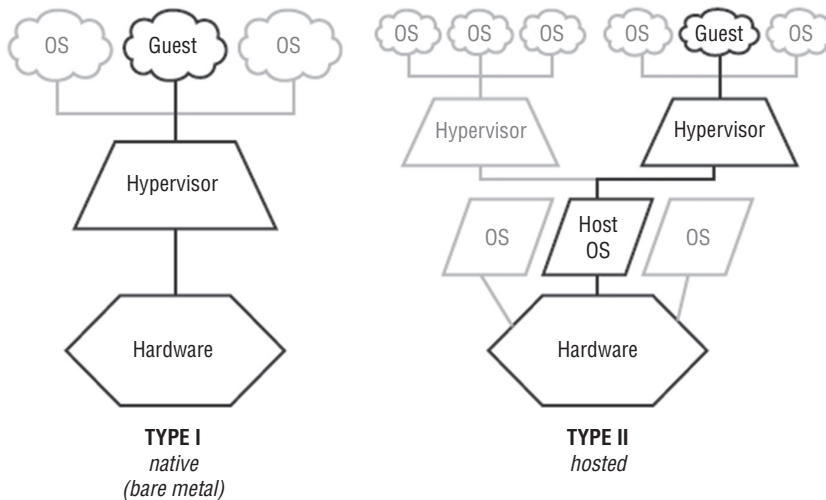 OS
Guest
OS
Hypervisor
Hardware
TYPE I
native
(bare metal)
OS
OS
OS
OS
Guest
OS
Hypervisor
Hypervisor
OS
Host
OS
OS
Hardware
TYPE II
hosted